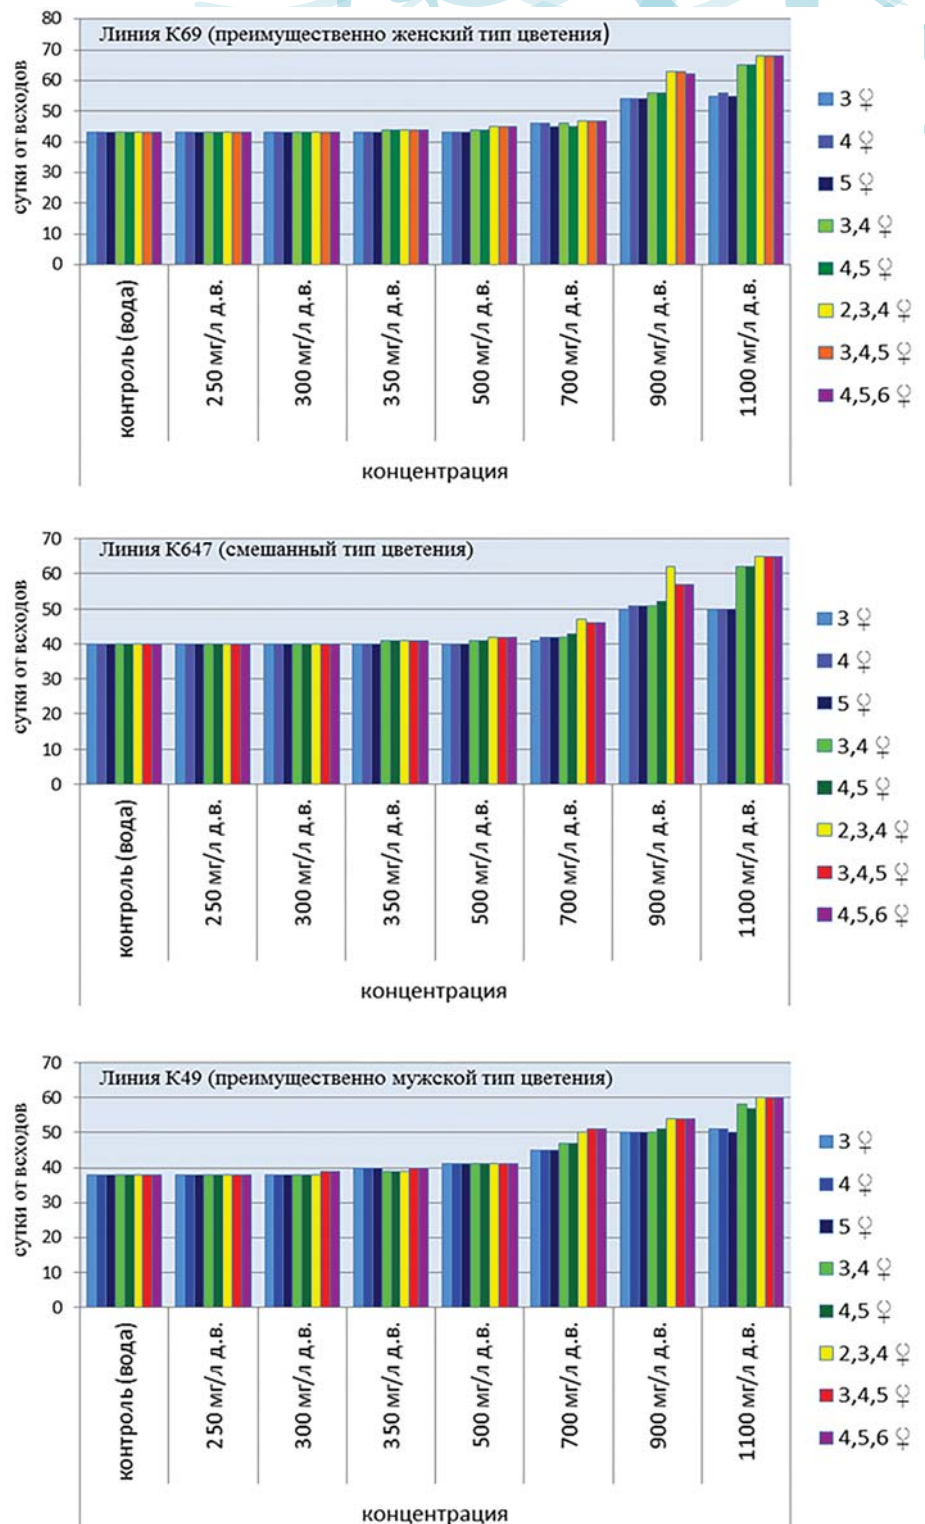 Линия К69 (преимущественно женский тип цветения)
сутки от всходов
80
70
60
50
40
30
20
10
0
контроль (вода)
250 мг/л д.в.
300 мг/л д.в.
350 мг/л д.в.
500 мг/л д.в.
700 мг/л д.в.
900 мг/л д.в.
1100 мг/л д.в.
концентрация
3 ♀
4 ♀
5 ♀
3,4 ♀
4,5 ♀
2,3,4 ♀
3,4,5 ♀
4,5,6 ♀
Линия К647 (смешанный тип цветения)
сутки от всходов
70
60
50
40
30
20
10
0
контроль (вода)
250 мг/л д.в.
300 мг/л д.в.
350 мг/л д.в.
500 мг/л д.в.
700 мг/л д.в.
900 мг/л д.в.
1100 мг/л д.в.
концентрация
3 ♀
4 ♀
5 ♀
3,4 ♀
4,5 ♀
2,3,4 ♀
3,4,5 ♀
4,5,6 ♀
Линия К49 (преимущественно мужской тип цветения)
сутки от всходов
70
60
50
40
30
20
10
0
контроль (вода)
250 мг/л д.в.
300 мг/л д.в.
350 мг/л д.в.
500 мг/л д.в.
700 мг/л д.в.
900 мг/л д.в.
1100 мг/л д.в.
концентрация
3 ♀
4 ♀
5 ♀
3,4 ♀
4,5 ♀
2,3,4 ♀
3,4,5 ♀
4,5,6 ♀